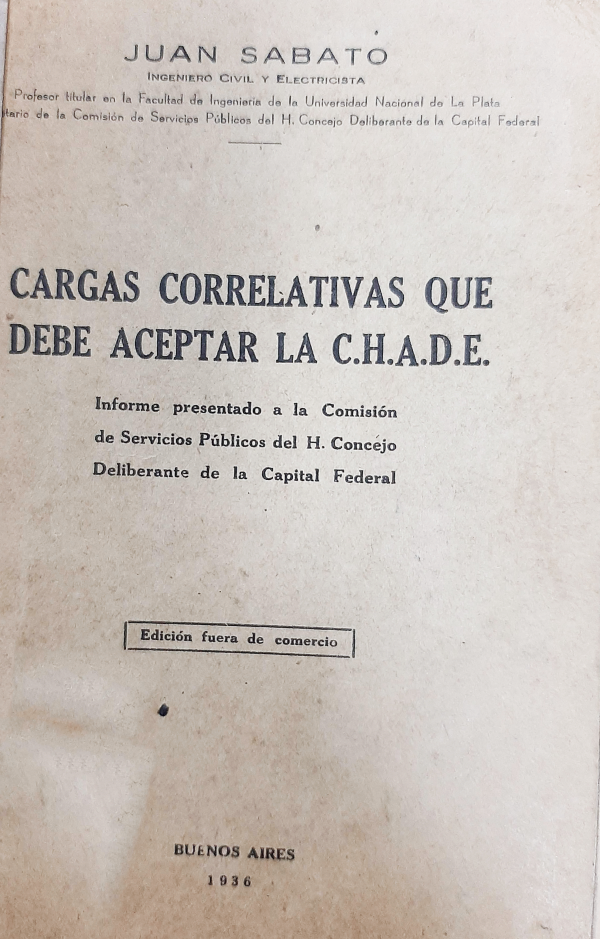 JUAN SABATO
INGENIERO CIVIL Y ELECTRICISTA
Profesor titular en la Facultad de Ingeniería de la Universidad Nacional de La Plata
de la Comisión de Servicios Públicos del H. Concejo Deliberante de la Capital Federal
CARGAS CORRELATIVAS QUE
DEBE ACEPTAR LA C.H.A.D.E.
Informe presentado a la Comisión
de Servicios Públicos del H. Concejo
Deliberante de la Capital Federal
Edición fuera de comercio
BUENOS AIRES
1936